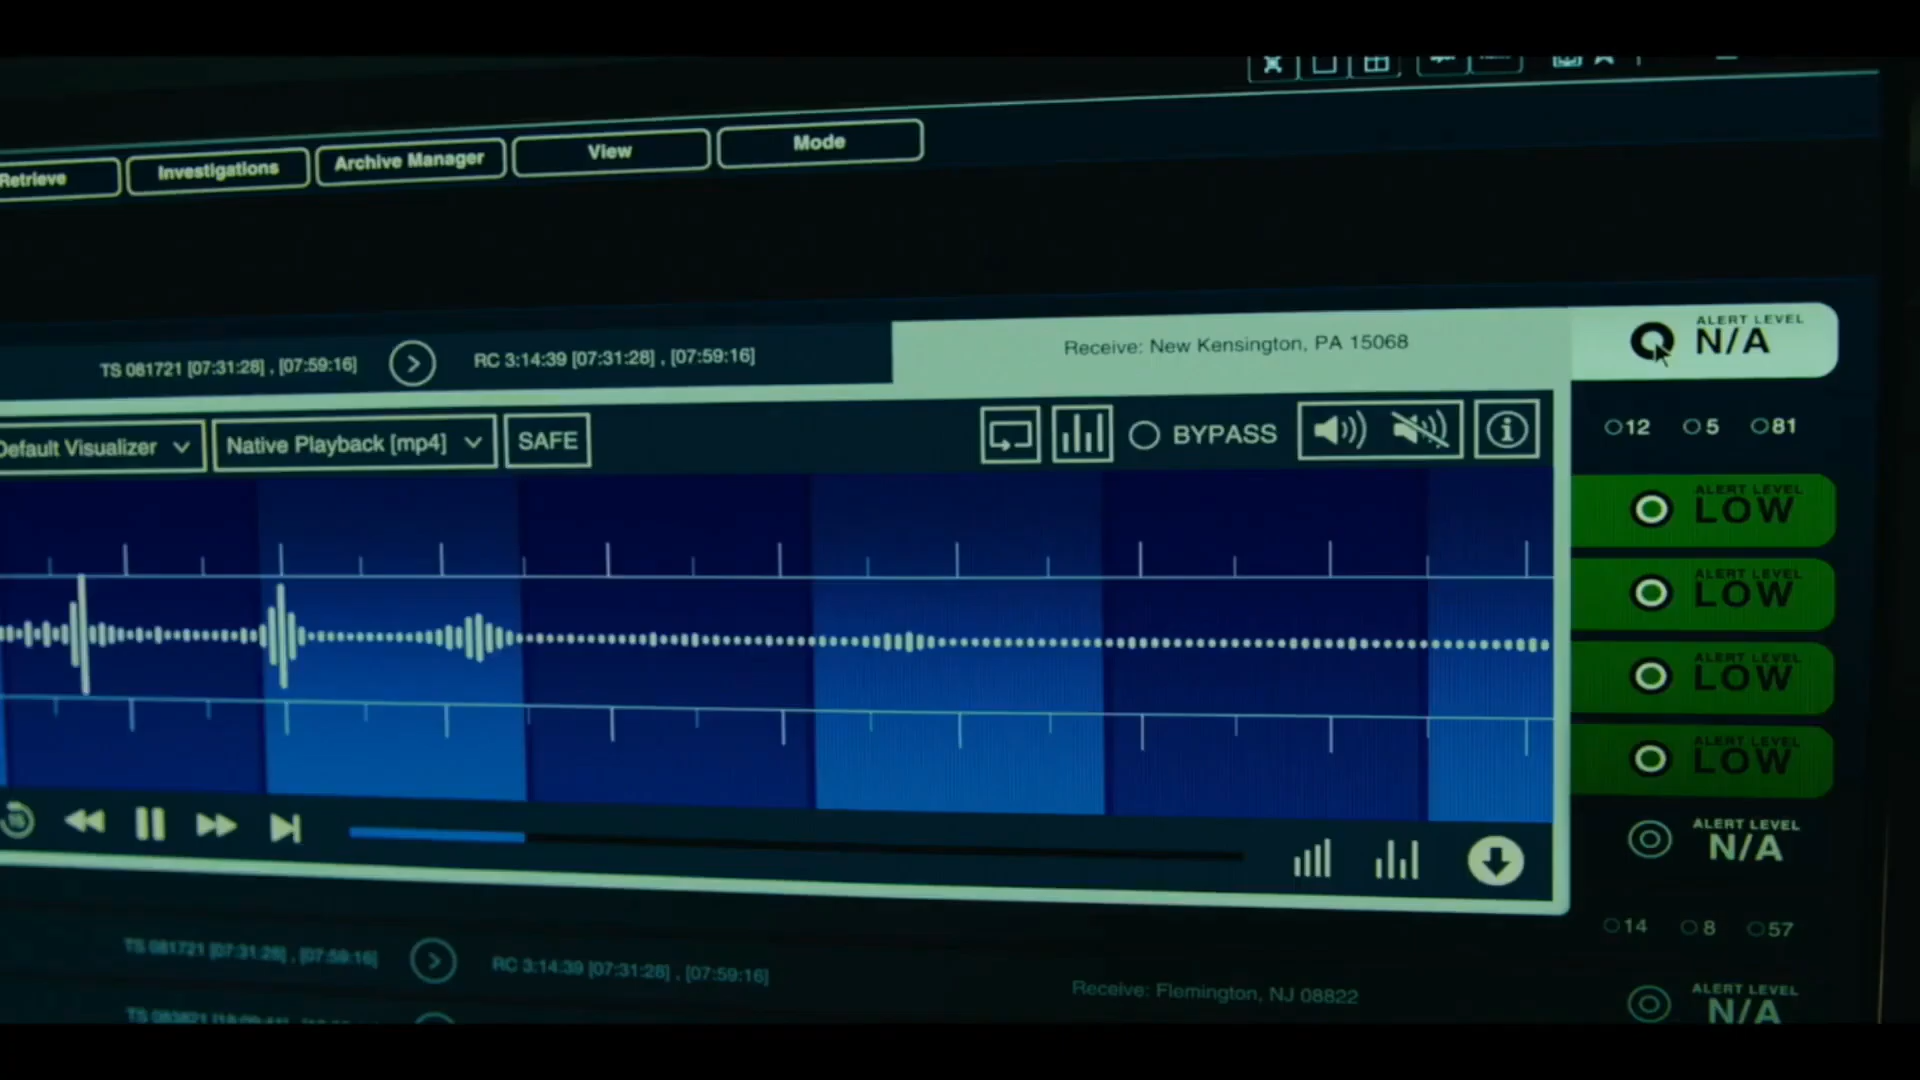 Retrieve
Investigations
Archive Manager
View
Mode
TS 081721 [07:31:28] , [07:59:16]
RC 3:14:39 [07:31:28] , [07:59:16]
Receive: New Kensington, PA 15068
ALERT LEVEL
N/A
Default Visualizer
Native Playback [mp4]
SAFE
BYPASS
12 5 81
ALERT LEVEL
LOW
ALERT LEVEL
LOW
ALERT LEVEL
LOW
ALERT LEVEL
LOW
ALERT LEVEL
N/A
14 8 57
TS 081721 [07:31:28] , [07:59:16]
RC 3:14:39 [07:31:28] , [07:59:16]
Receive: Flemington, NJ 08822
ALERT LEVEL
N/A